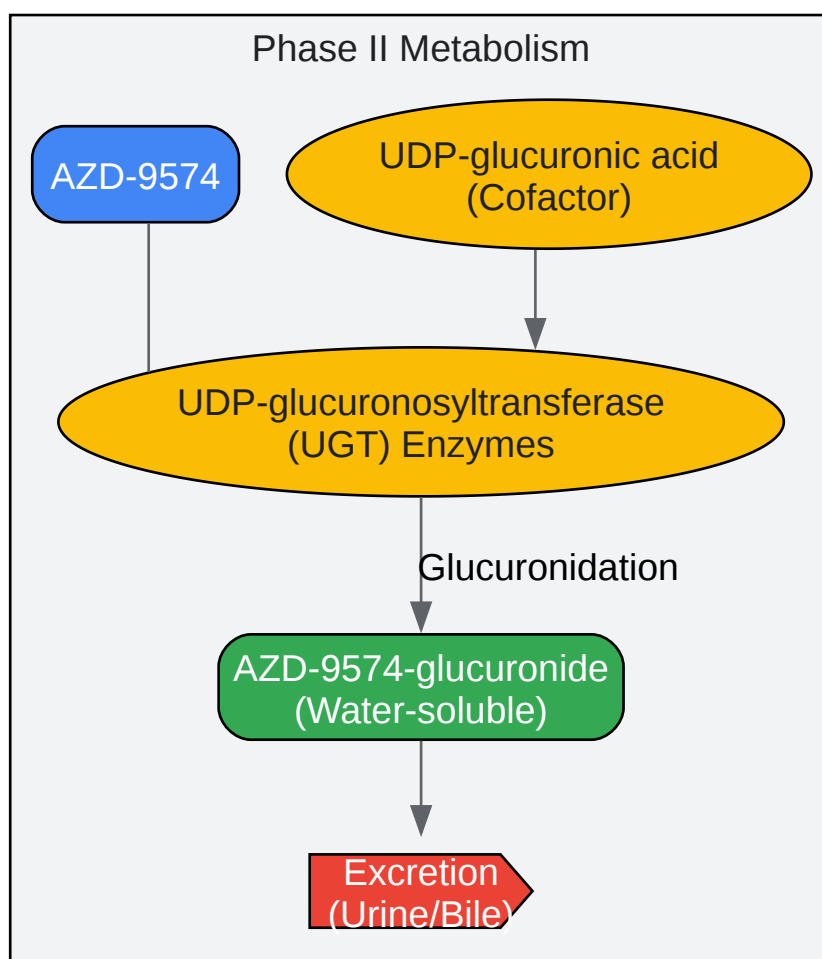 Phase II Metabolism
AZD-9574
UDP-glucuronic acid
(Cofactor)
UDP-glucuronosyltransferase
(UGT) Enzymes
Glucuronidation
AZD-9574-glucuronide
(Water-soluble)
Excretion
(Urine/Bile)